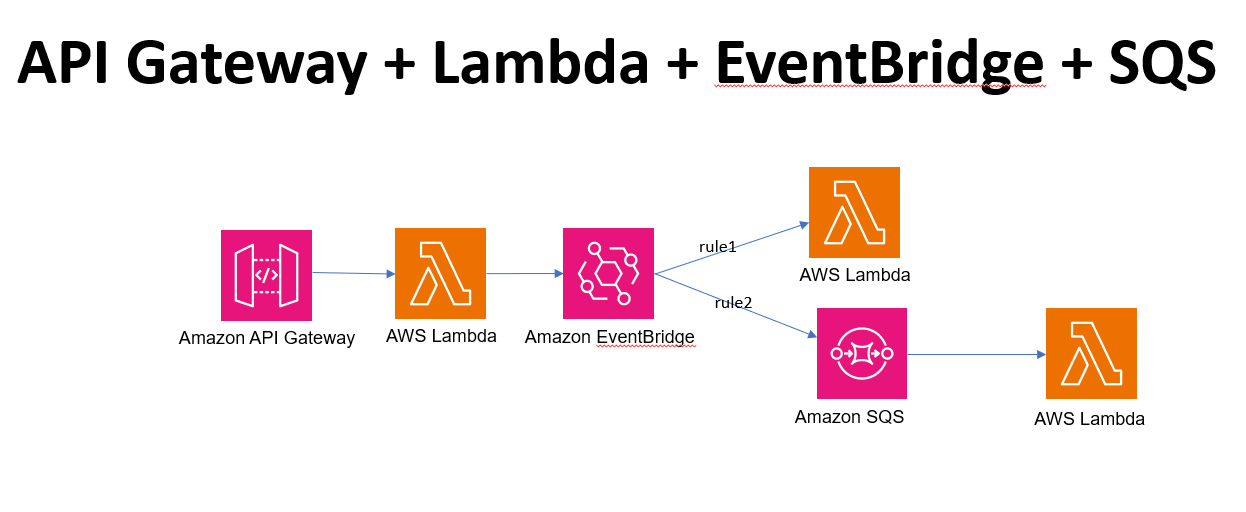 API Gateway + Lambda + EventBridge + SQS
rule1
AWS Lambda
</>
Amazon API Gateway
AWS Lambda
Amazon EventBridge
rule2
Amazon SQS
AWS Lambda